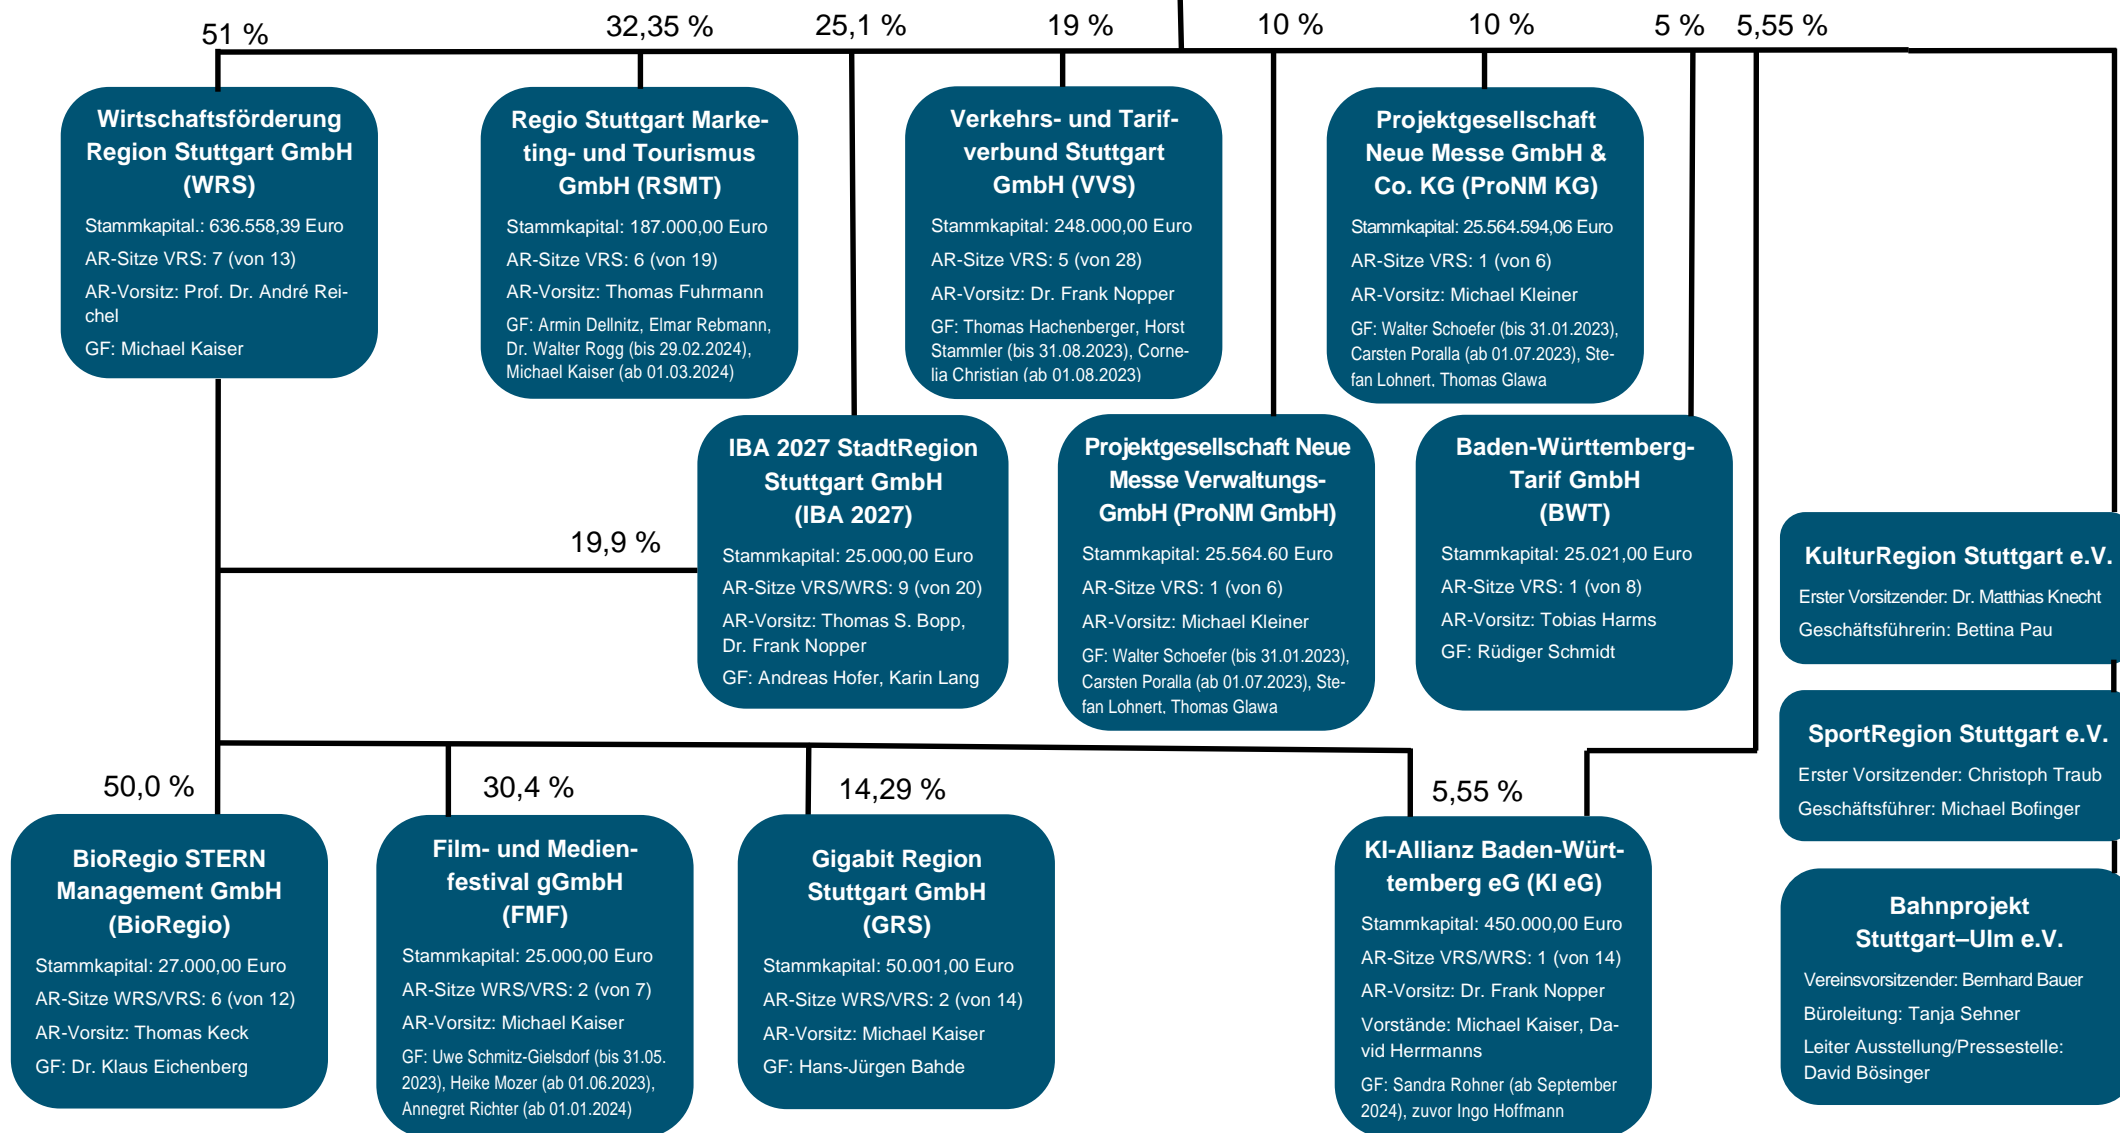 51 %
32,35 %
25,1 %
19 %
10 %
10 %
5 %
5,55 %
Wirtschaftsförderung
Region Stuttgart GmbH
(WRS)
Stammkapital.: 636.558,39 Euro
AR-Sitze VRS: 7 (von 13)
AR-Vorsitz: Prof. Dr. André Rei-
chel
GF: Michael Kaiser
Regio Stuttgart Marke-
ting- und Tourismus
GmbH (RSMT)
Stammkapital: 187.000,00 Euro
AR-Sitze VRS: 6 (von 19)
AR-Vorsitz: Thomas Fuhrmann
GF: Armin Dellnitz, Elmar Rebmann,
Dr. Walter Rogg (bis 29.02.2024),
Michael Kaiser (ab 01.03.2024)
Verkehrs- und Tarif-
verbund Stuttgart
GmbH (VVS)
Stammkapital: 248.000,00 Euro
AR-Sitze VRS: 5 (von 28)
AR-Vorsitz: Dr. Frank Nopper
GF: Thomas Hachenberger, Horst
Stammler (bis 31.08.2023), Corne-
lia Christian (ab 01.08.2023)
Projektgesellschaft
Neue Messe GmbH &
Co. KG (ProNM KG)
Stammkapital: 25.564.594,06 Euro
AR-Sitze VRS: 1 (von 6)
AR-Vorsitz: Michael Kleiner
GF: Walter Schoefer (bis 31.01.2023),
Carsten Poralla (ab 01.07.2023), Ste-
fan Lohnert, Thomas Glawa
IBA 2027 StadtRegion
Stuttgart GmbH
(IBA 2027)
Stammkapital: 25.000,00 Euro
AR-Sitze VRS/WRS: 9 (von 20)
AR-Vorsitz: Thomas S. Bopp,
Dr. Frank Nopper
GF: Andreas Hofer, Karin Lang
19,9 %
Projektgesellschaft Neue
Messe Verwaltungs-
GmbH (ProNM GmbH)
Stammkapital: 25.564.60 Euro
AR-Sitze VRS: 1 (von 6)
AR-Vorsitz: Michael Kleiner
GF: Walter Schoefer (bis 31.01.2023),
Carsten Poralla (ab 01.07.2023), Ste-
fan Lohnert, Thomas Glawa
Baden-Württemberg-
Tarif GmbH
(BWT)
Stammkapital: 25.021,00 Euro
AR-Sitze VRS: 1 (von 8)
AR-Vorsitz: Tobias Harms
GF: Rüdiger Schmidt
KulturRegion Stuttgart e.V.
Erster Vorsitzender: Dr. Matthias Knecht
Geschäftsführerin: Bettina Pau
SportRegion Stuttgart e.V.
Erster Vorsitzender: Christoph Traub
Geschäftsführer: Michael Bofinger
50,0 %
30,4 %
14,29 %
5,55 %
BioRegio STERN
Management GmbH
(BioRegio)
Stammkapital: 27.000,00 Euro
AR-Sitze WRS/VRS: 6 (von 12)
AR-Vorsitz: Thomas Keck
GF: Dr. Klaus Eichenberg
Film- und Medien-
festival gGmbH
(FMF)
Stammkapital: 25.000,00 Euro
AR-Sitze WRS/VRS: 2 (von 7)
AR-Vorsitz: Michael Kaiser
GF: Uwe Schmitz-Gielsdorf (bis 31.05.
2023), Heike Mozer (ab 01.06.2023),
Annegret Richter (ab 01.01.2024)
Gigabit Region
Stuttgart GmbH
(GRS)
Stammkapital: 50.001,00 Euro
AR-Sitze WRS/VRS: 2 (von 14)
AR-Vorsitz: Michael Kaiser
GF: Hans-Jürgen Bahde
KI-Allianz Baden-Würt-
temberg eG (KI eG)
Stammkapital: 450.000,00 Euro
AR-Sitze VRS/WRS: 1 (von 14)
AR-Vorsitz: Dr. Frank Nopper
Vorstände: Michael Kaiser, Da-
vid Herrmanns
GF: Sandra Rohner (ab September
2024), zuvor Ingo Hoffmann
Bahnprojekt
Stuttgart–Ulm e.V.
Vereinsvorsitzender: Bernhard Bauer
Büroleitung: Tanja Sehner
Leiter Ausstellung/Pressestelle:
David Bösinger